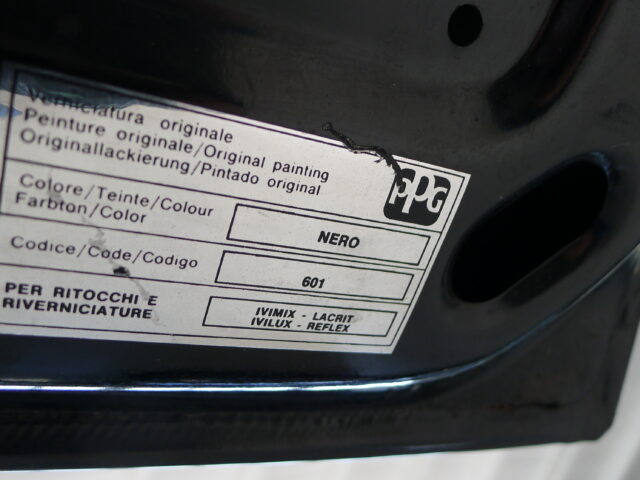 Verniciatura originale
Peinture originale/Original painting
Originallackierung/Pintado original
PPG
Colore/Teinte/Colour
Farbton/Color
NERO
Codice/Code/Codigo
601
PER RITOCCHI E
RIVERNICIATURE
IVIMIX - LACRIT
IVILUX - REFLEX